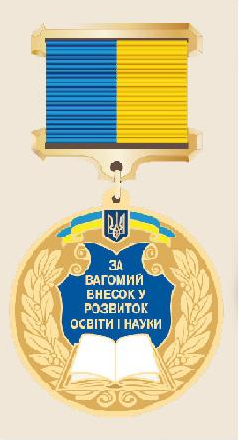 ЗА
ВАГОМИЙ
ВНЕСОК У
РОЗВИТОК
ОСВІТИ І НАУКИ